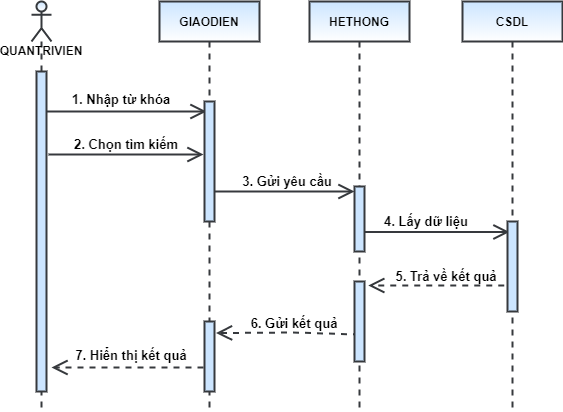 QUANTRIVIEN
GIAODIEN
HETHONG
CSDL
1. Nhập từ khóa
2. Chọn tìm kiếm
3. Gửi yêu cầu
4. Lấy dữ liệu
5. Trả về kết quả
6. Gửi kết quả
7. Hiển thị kết quả